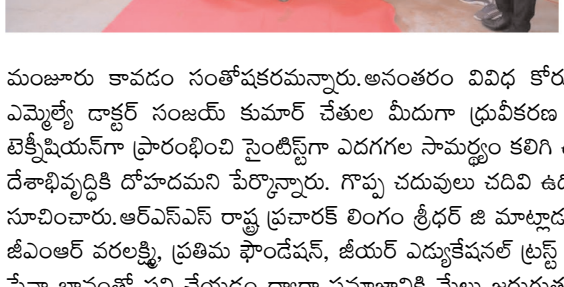 మంజూరు కావడం సంతోషకరమన్నారు.అనంతరం వివిధ
ఎమ్మెల్యే డాక్టర్ సంజయ్ కుమార్ చేతుల మీదుగా ధ్రువీకరణ
టెక్నీషియన్‌గా ప్రారంభించి సైంటిస్ట్‌గా ఎదగగల సామర్థ్యం కలిగి
దేశాభివృద్ధికి దోహదమని పేర్కొన్నారు. గొప్ప చదువులు చదివి
సూచించారు.ఆర్ఎస్ఎస్ రాష్ట్ర ప్రచారక్ లింగం శ్రీధర్ జి
జీఎంఆర్ వరలక్ష్మి, ప్రతిమ ఫౌండేషన్, జీయర్ ఎడ్యుకేషనల్ ట్రస్ట్